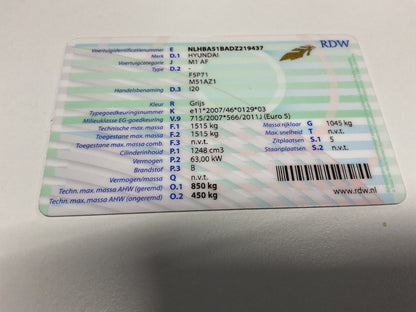 RDW
Voertuigidentificatienummer E NLHBA51BADZ219437
Merk D.1 HYUNDAI
Voertuigcategorie J M1 AF
Type D.2 -
F5P71
M51AZ1
Handelsbenaming D.3 I20
Kleur R Grijs
Typegoedkeuringsnummer K e11*2007/46*0129*03
Milieuklasse EG-goedkeuring V.9 715/2007*566/2011J (Euro 5)
Technische max. massa F.1 1515 kg Massa rijklaar G 1045 kg
Toegestane max. massa F.2 1515 kg Max. snelheid T n.v.t.
Toegestane max massa comb. F.3 n.v.t. Zitplaatsen S.1 5
Cilinderinhoud P.1 1248 cm3 Staanplaatsen S.2 n.v.t.
Vermogen P.2 63,00 kW
Brandstof P.3 B
Vermogen/massa Q n.v.t.
Techn. max. massa AHW (geremd) O.1 850 kg
Techn. max. massa AHW (ongeremd) O.2 450 kg
www.rdw.nl